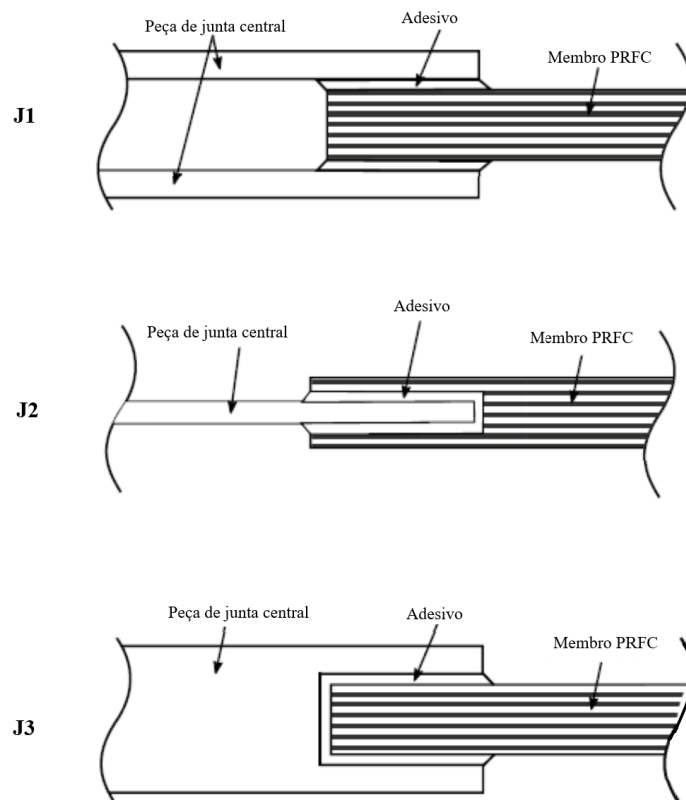 Peça de junta central
Adesivo
Membro PRFC
J1
Peça de junta central
Adesivo
Membro PRFC
J2
Peça de junta central
Adesivo
Membro PRFC
J3